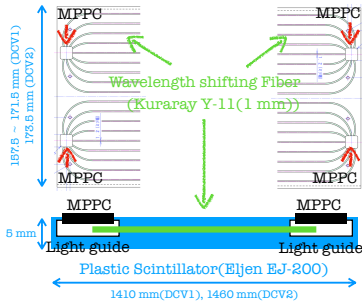 MPPC
MPPC
157.5 ~ 171.5 mm (DCV1)
173.5 mm (DCV2)
Wavelength shifting Fiber
(Kuraray Y-11(1 mm))
MPPC
MPPC
MPPC
MPPC
5 mm
Light guide
Light guide
Plastic Scintillator(Eljen EJ-200)
1410 mm(DCV1), 1460 mm(DCV2)